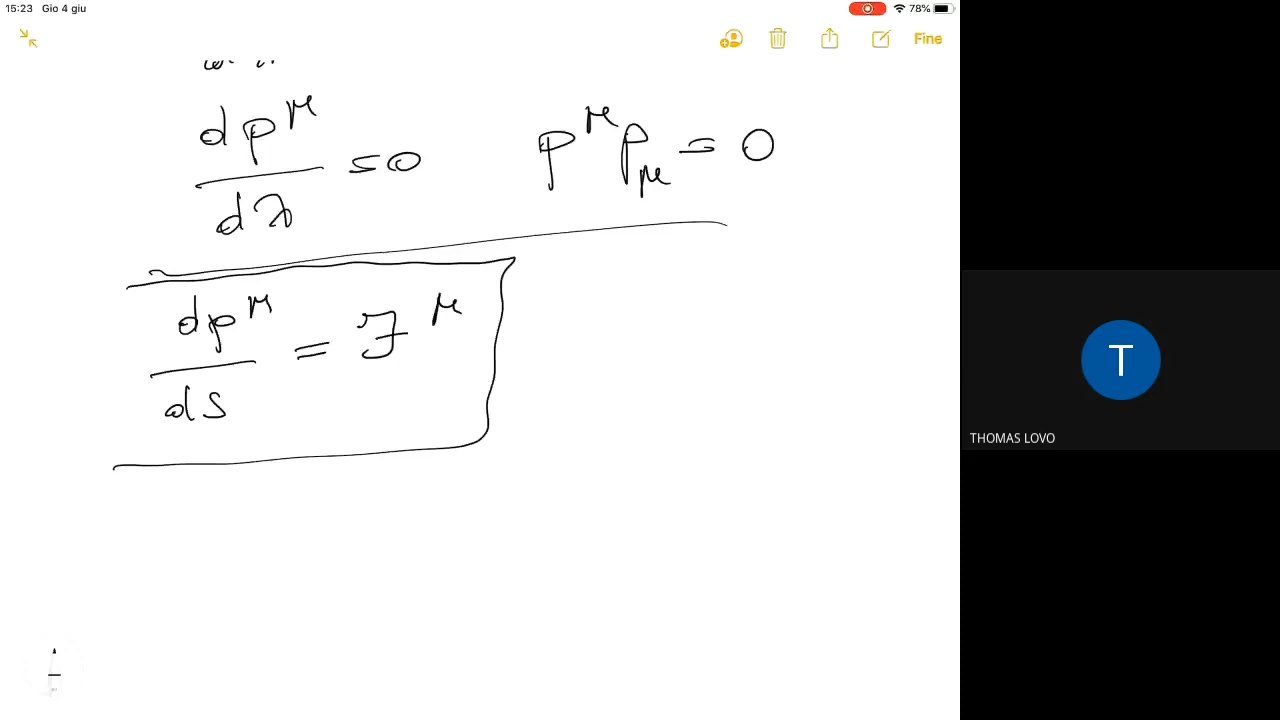 15:23 Gio 4 giu 78%
Fine
dp^μ/dλ = 0 p^μ p_μ = 0
dp^μ/ds = F^μ
T
THOMAS LOVO